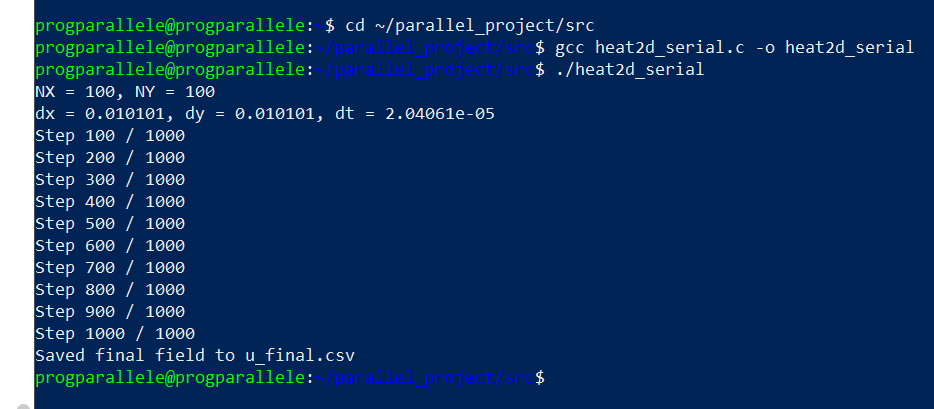 progparallele@progparallele:~$ cd ~/parallel_project/src
progparallele@progparallele:~/parallel_project/src$ gcc heat2d_serial.c -o heat2d_serial
progparallele@progparallele:~/parallel_project/src$ ./heat2d_serial
NX = 100, NY = 100
dx = 0.010101, dy = 0.010101, dt = 2.04061e-05
Step 100 / 1000
Step 200 / 1000
Step 300 / 1000
Step 400 / 1000
Step 500 / 1000
Step 600 / 1000
Step 700 / 1000
Step 800 / 1000
Step 900 / 1000
Step 1000 / 1000
Saved final field to u_final.csv
progparallele@progparallele:~/parallel_project/src$